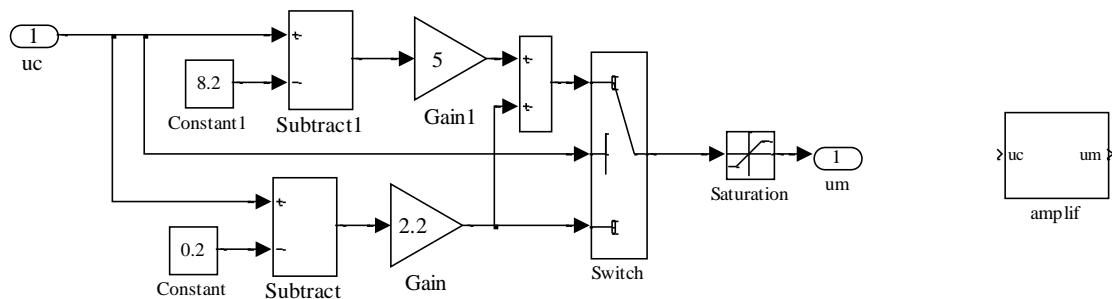 1
uc
8.2
Constant1
+
−
Subtract1
5
Gain1
+
+
Switch
Saturation
1
um
0.2
Constant
+
−
Subtract
2.2
Gain
uc
um
amplif